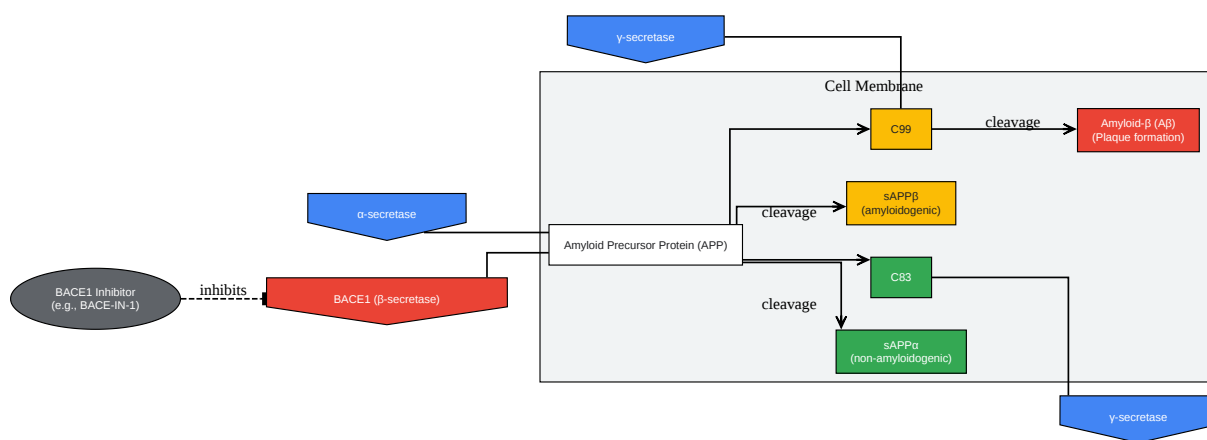 γ-secretase
Cell Membrane
C99
cleavage
Amyloid-β (Aβ)
(Plaque formation)
α-secretase
sAPPβ
(amyloidogenic)
cleavage
Amyloid Precursor Protein (APP)
C83
BACE1 Inhibitor
(e.g., BACE-IN-1)
inhibits
BACE1 (β-secretase)
cleavage
sAPPα
(non-amyloidogenic)
γ-secretase